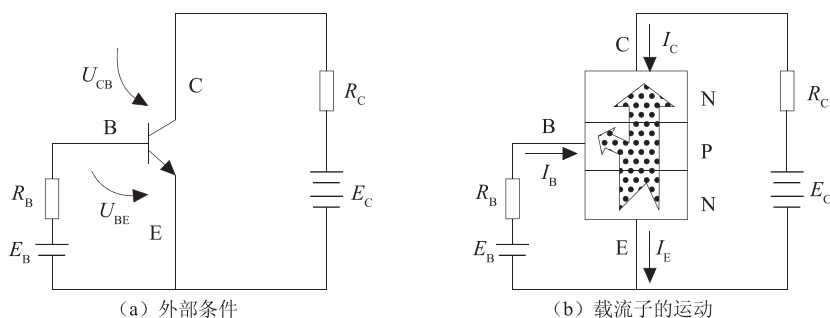 U_CB
C
B
R_B
U_BE
E_B
E
R_C
E_C
(a) 外部条件
C
I_C
N
B
P
I_B
R_B
N
E_B
E
I_E
R_C
E_C
(b) 载流子的运动